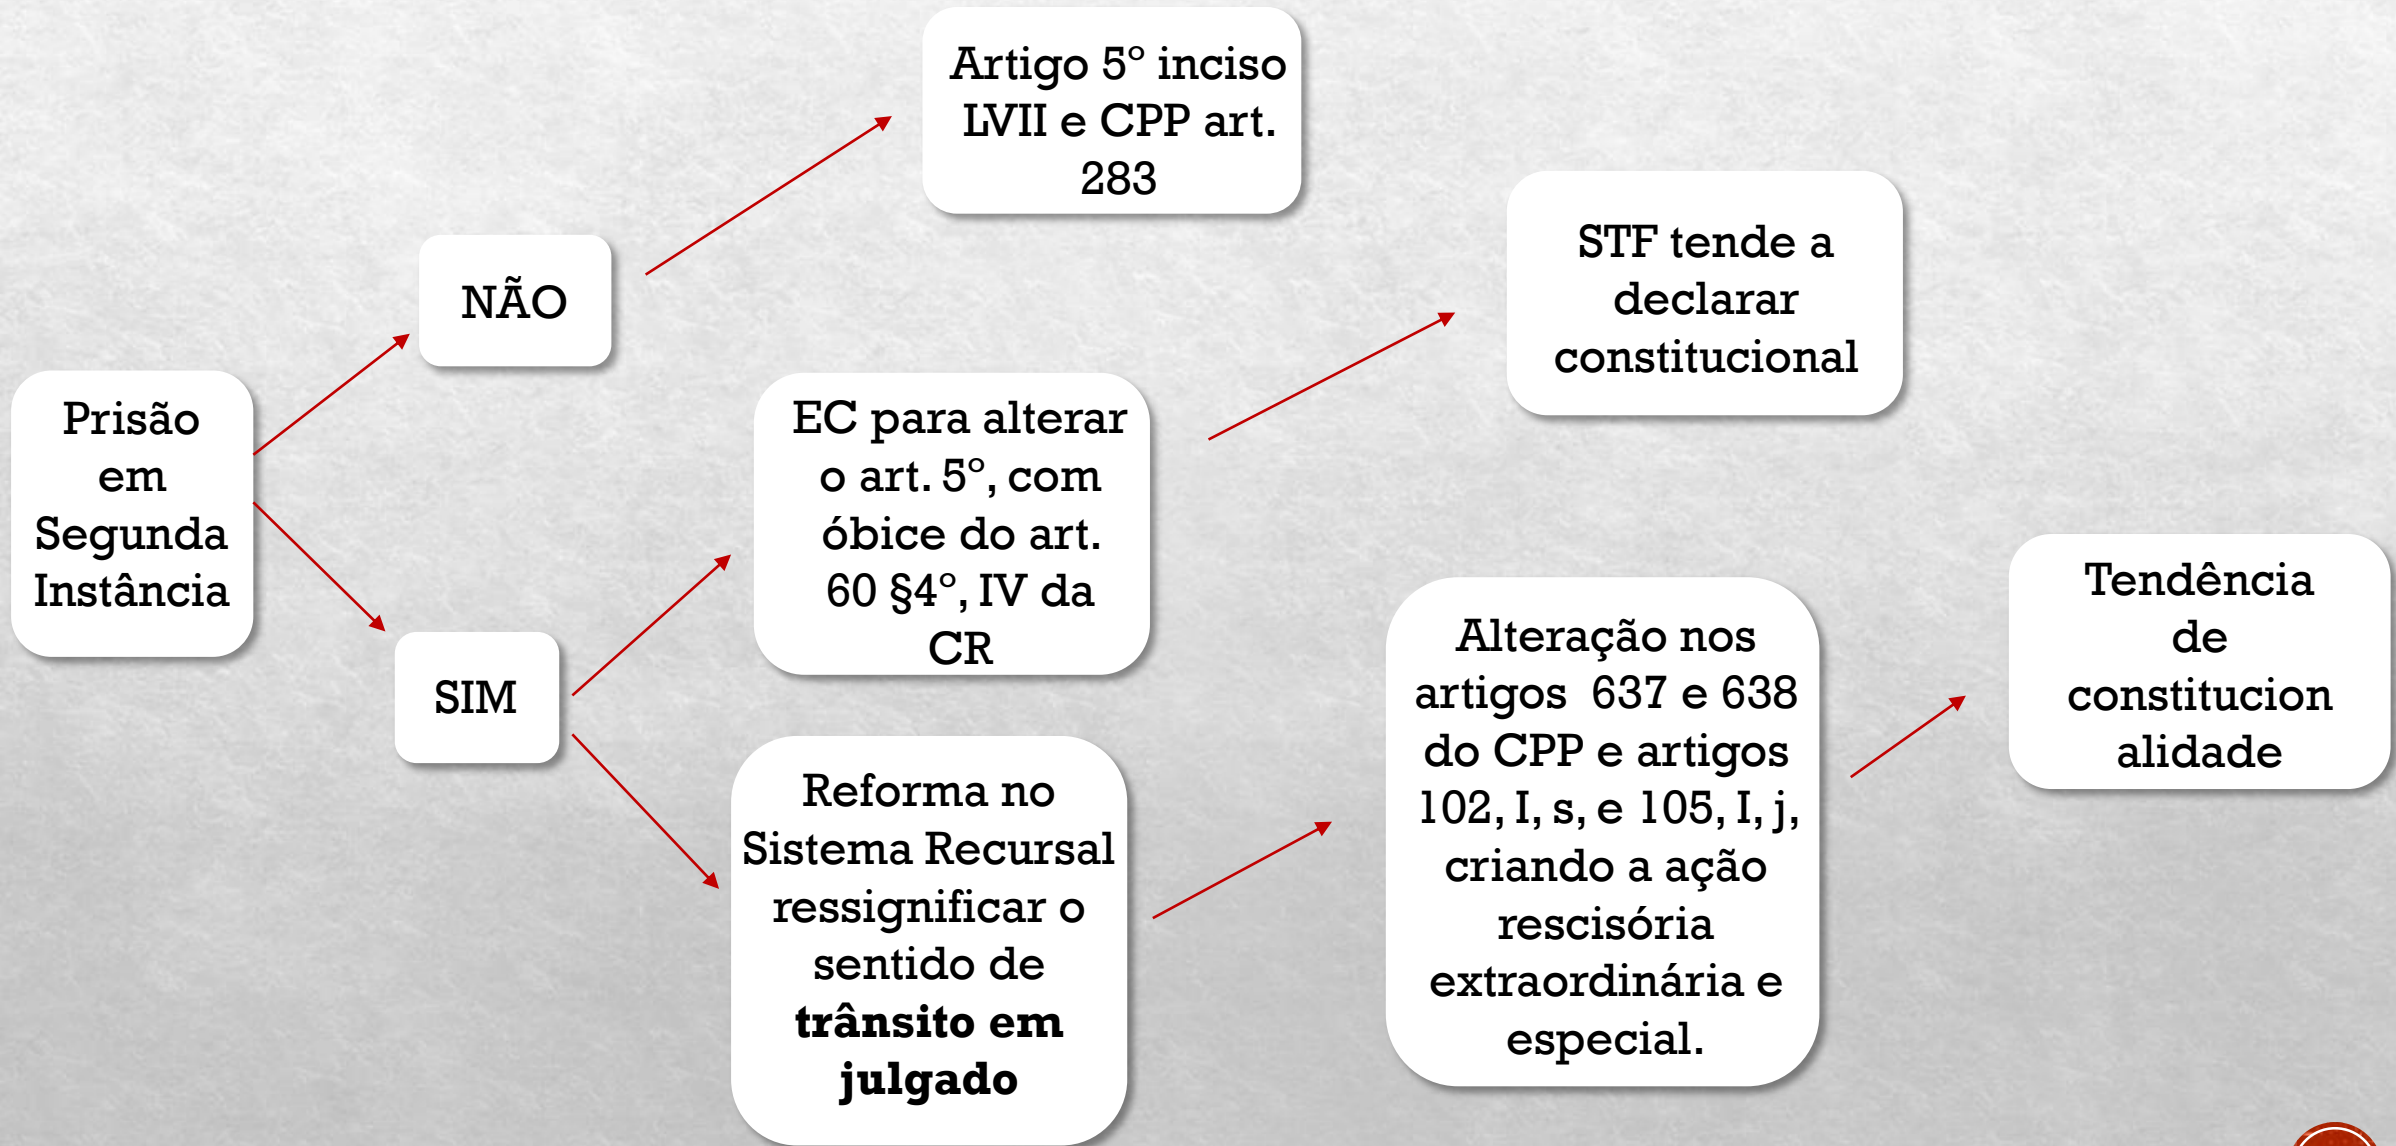 Artigo 5º inciso
LVII e CPP art.
283
NÃO
STF tende a
declarar
constitucional
Prisão
em
Segunda
Instância
EC para alterar
o art. 5º, com
óbice do art.
60 §4º, IV da
CR
SIM
Reforma no
Sistema Recursal
ressignificar o
sentido de
trânsito em
julgado
Alteração nos
artigos 637 e 638
do CPP e artigos
102, I, s, e 105, I, j,
criando a ação
rescisória
extraordinária e
especial.
Tendência
de
constitucion
alidade